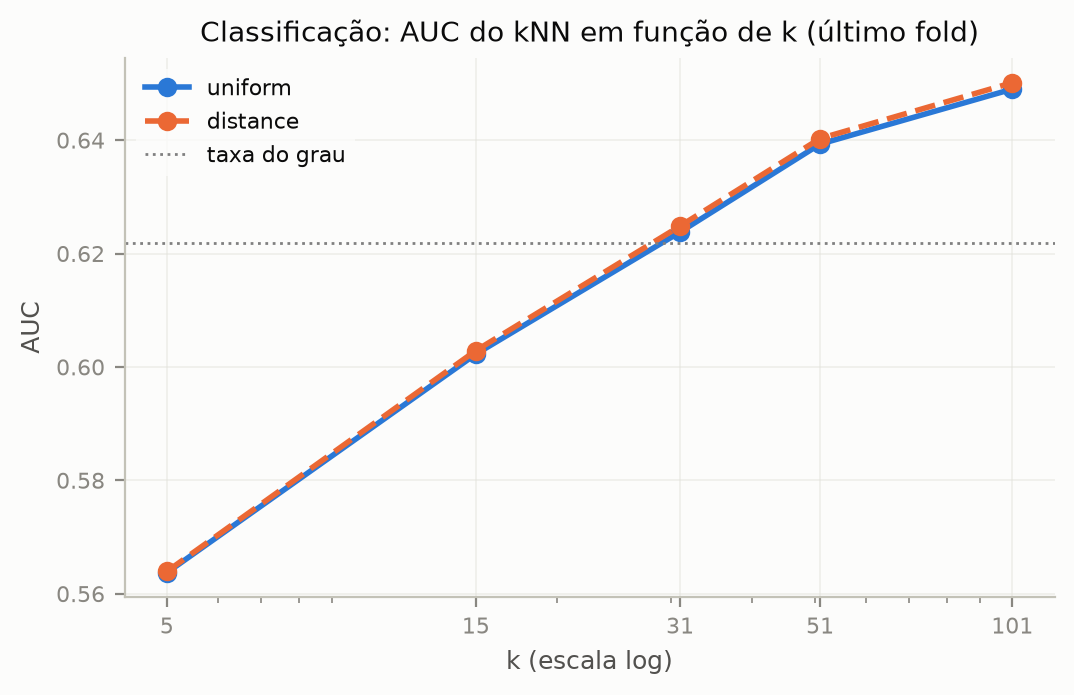 Classificação: AUC do kNN em função de k (último fold)
uniform
distance
taxa do grau
AUC
0.64
0.62
0.60
0.58
0.56
5 15 31 51 101
k (escala log)